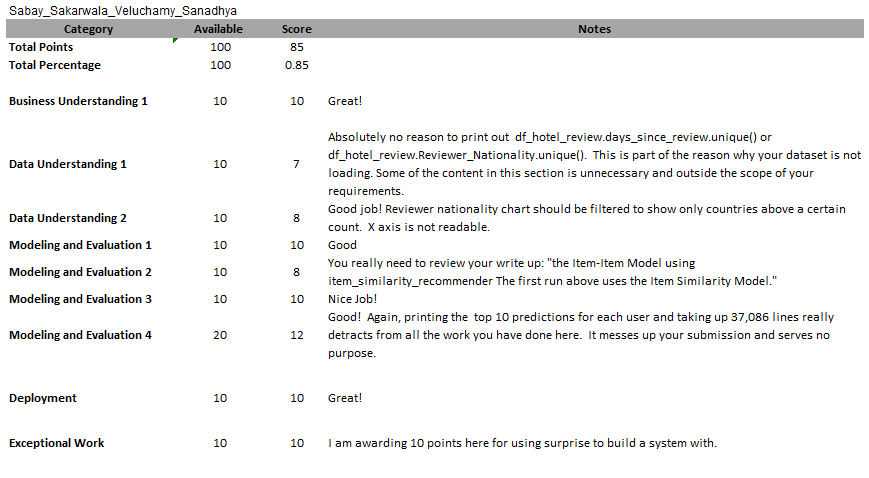 Sabay_Sakarwala_Veluchamy_Sanadhya
Category Available Score Notes
Total Points 100 85
Total Percentage 100 0.85
Business Understanding 1 10 10 Great!
Absolutely no reason to print out df_hotel_review.days_since_review.unique() or
df_hotel_review.Reviewer_Nationality.unique(). This is part of the reason why your dataset is not
Data Understanding 1 10 7 loading. Some of the content in this section is unnecessary and outside the scope of your
requirements.
Good job! Reviewer nationality chart should be filtered to show only countries above a certain
Data Understanding 2 10 8 count. X axis is not readable.
Modeling and Evaluation 1 10 10 Good
You really need to review your write up: "the Item-Item Model using
Modeling and Evaluation 2 10 8 item_similarity_recommender The first run above uses the Item Similarity Model."
Modeling and Evaluation 3 10 10 Nice Job!
Good! Again, printing the top 10 predictions for each user and taking up 37,086 lines really
Modeling and Evaluation 4 20 12 detracts from all the work you have done here. It messes up your submission and serves no
purpose.
Deployment 10 10 Great!
Exceptional Work 10 10 I am awarding 10 points here for using surprise to build a system with.